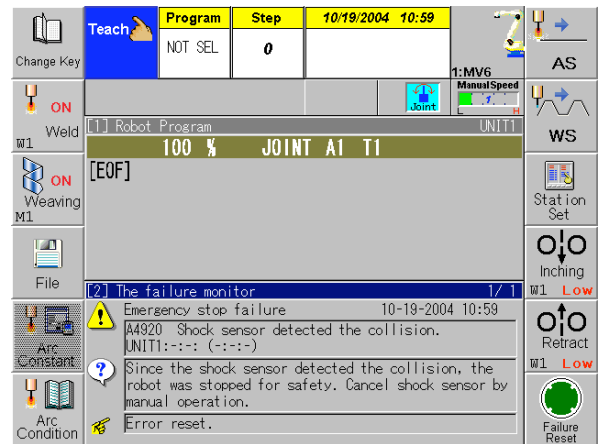 Change Key
Teach
Program
NOT SEL
Step
0
10/19/2004 10:59
1:MV6
AS
ON
Weld
W1
Joint
Manual Speed
1
L H
WS
[1] Robot Program UNIT1
100 % JOINT A1 T1
[EOF]
ON
Weaving
M1
Station
Set
File
Inching
W1 Low
[2] The failure monitor 1/ 1
Emergency stop failure 10-19-2004 10:59
A4920 Shock sensor detected the collision.
UNIT1:-:-: (-:-:-)
Arc
Constant
Retract
W1 Low
Since the shock sensor detected the collision, the
robot was stopped for safety. Cancel shock sensor by
manual operation.
Error reset.
Arc
Condition
Failure
Reset